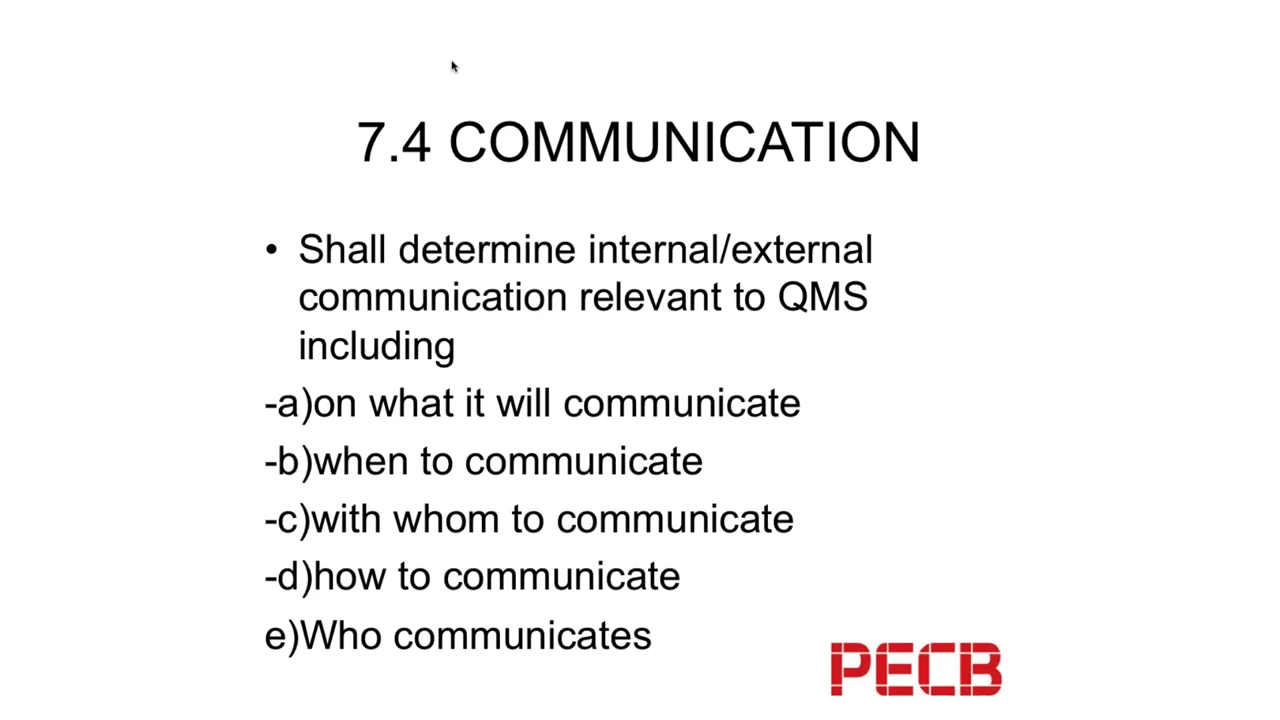 7.4 COMMUNICATION
• Shall determine internal/external
communication relevant to QMS
including
-a)on what it will communicate
-b)when to communicate
-c)with whom to communicate
-d)how to communicate
e)Who communicates
PECB